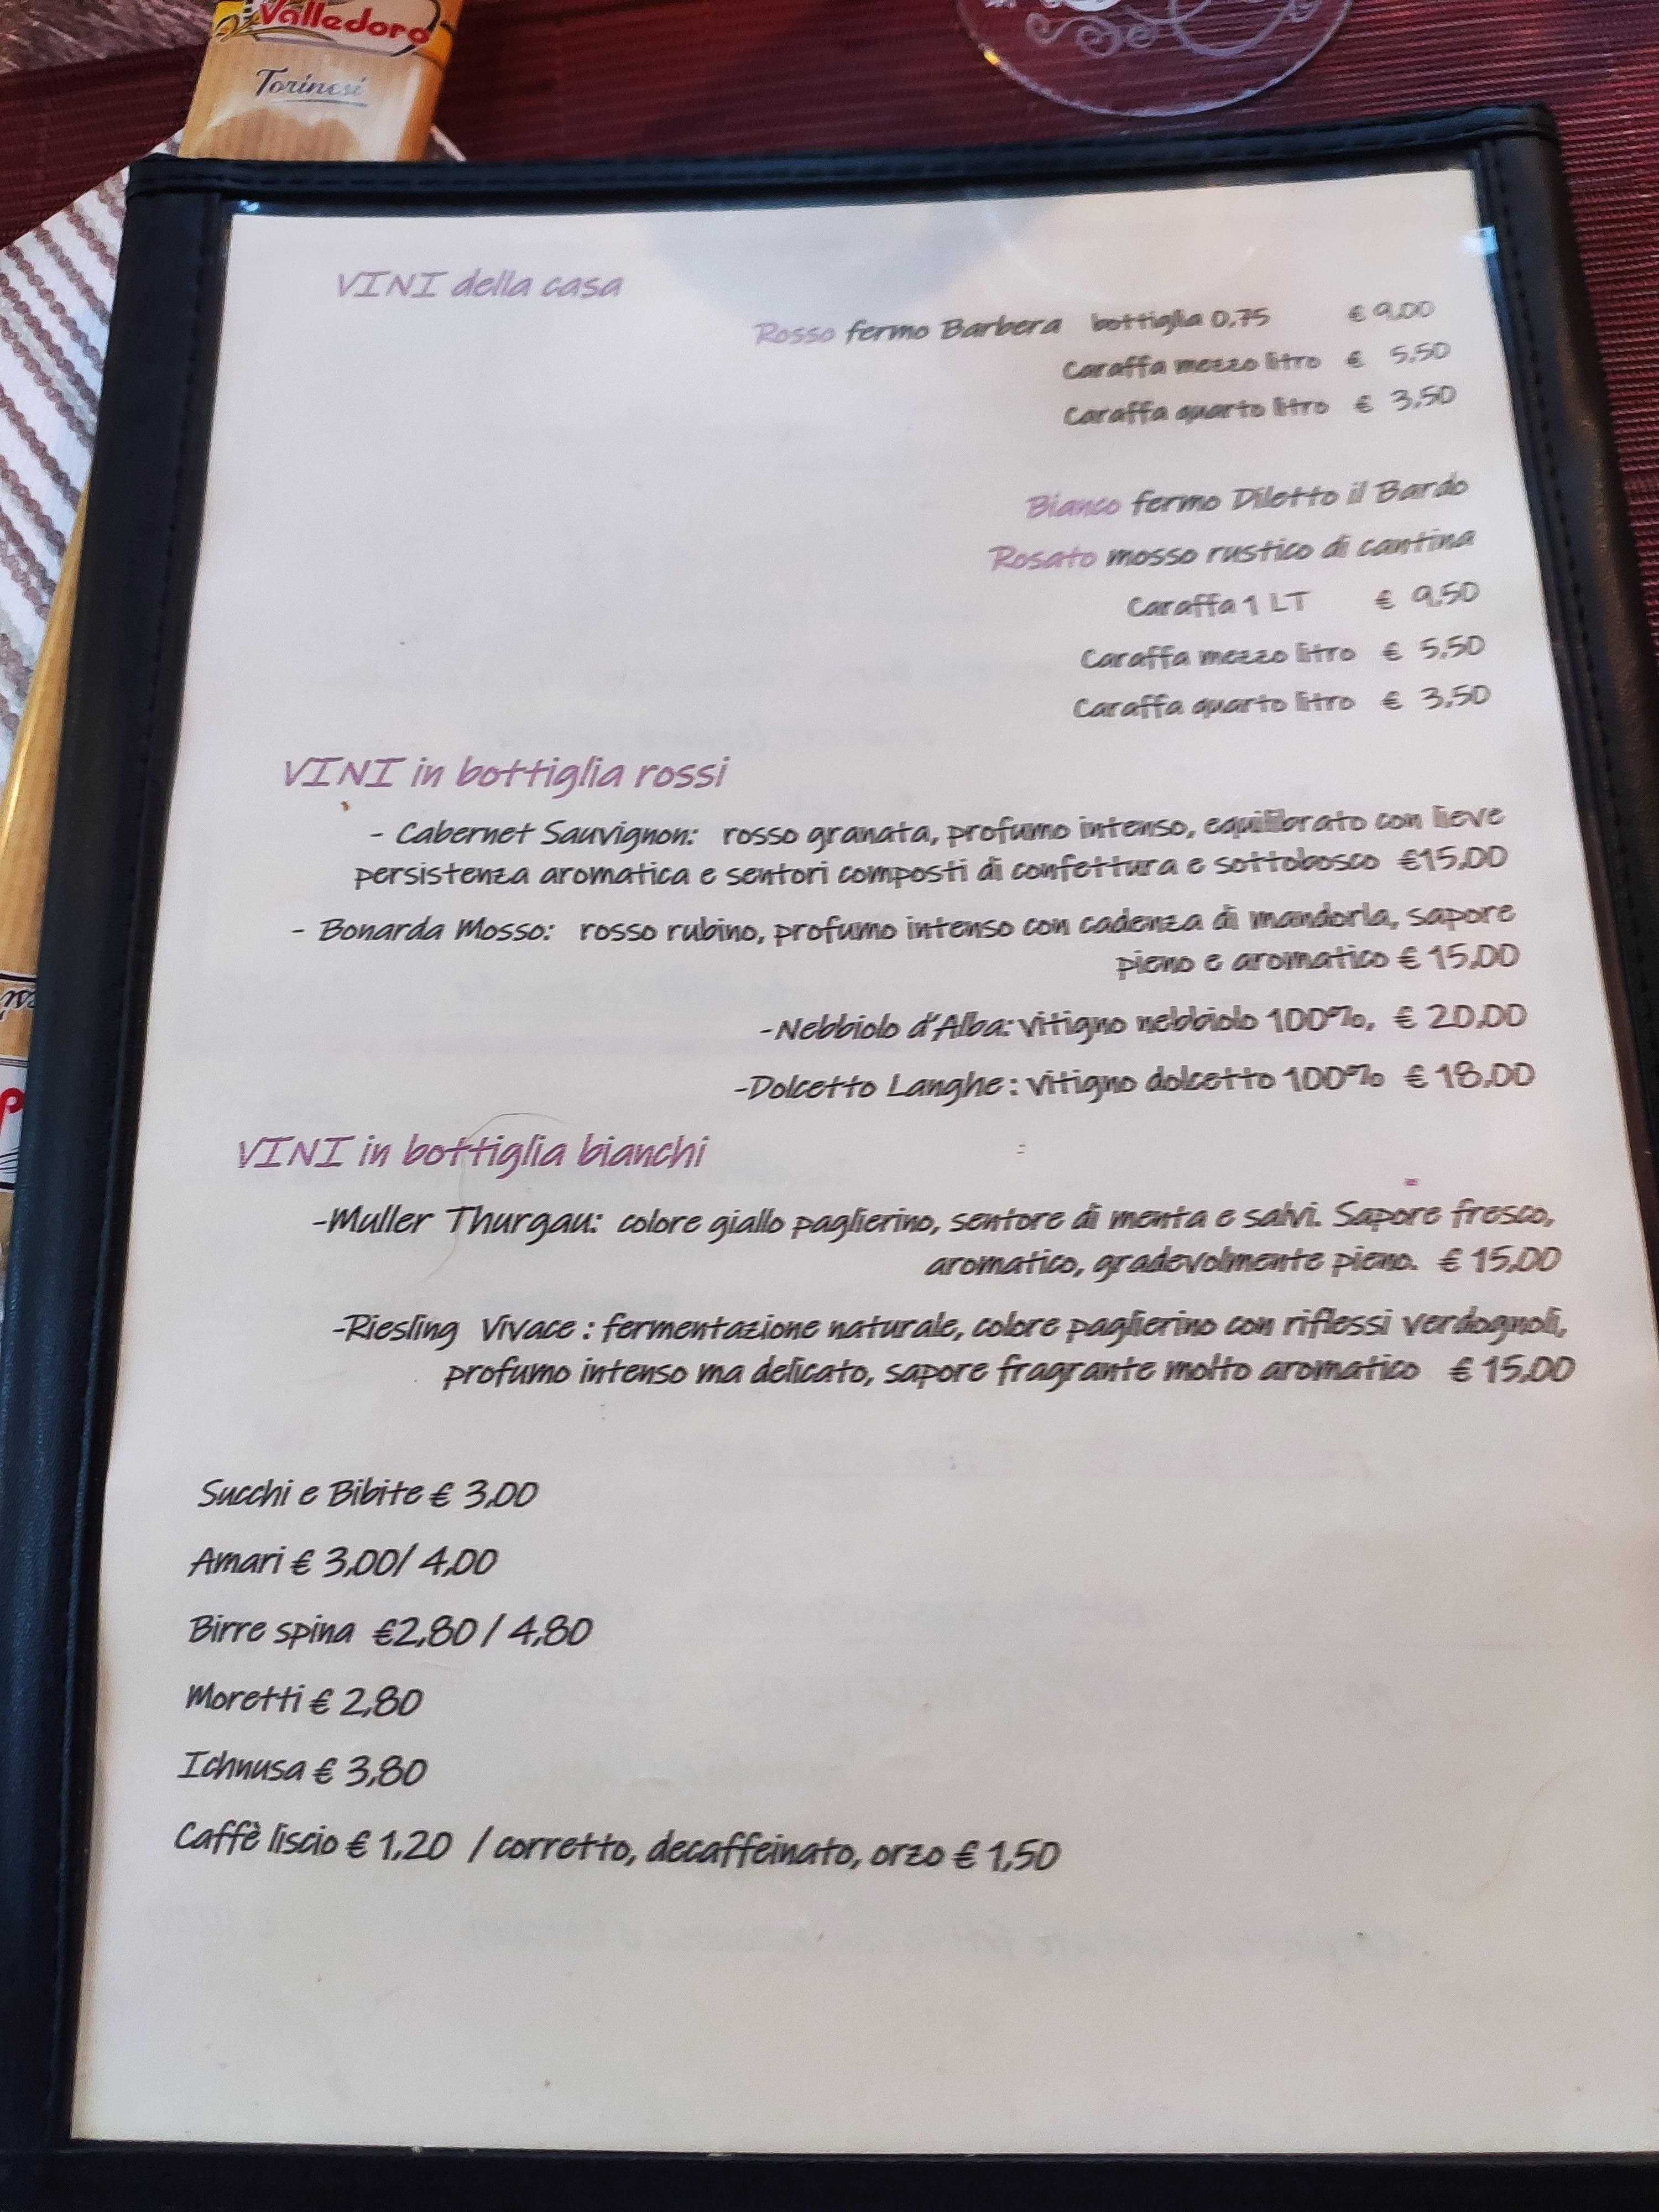 Valledoro
Torinesi
VINI della casa
Rosso fermo Barbera bottiglia 0,75 € 9,00
Caraffa mezzo litro € 5,50
Caraffa quarto litro € 3,50
Bianco fermo Diletto il Bardo
Rosato mosso rustico di cantina
Caraffa 1 LT € 9,50
Caraffa mezzo litro € 5,50
Caraffa quarto litro € 3,50
VINI in bottiglia rossi
- Cabernet Sauvignon: rosso granata, profumo intenso, equilibrato con lieve
persistenza aromatica e sentori composti di confettura e sottobosco €15,00
- Bonarda Mosso: rosso rubino, profumo intenso con cadenza di mandorla, sapore
pieno e aromatico € 15,00
-Nebbiolo d'Alba: vitigno nebbiolo 100%, € 20,00
-Dolcetto Langhe : vitigno dolcetto 100% € 18,00
VINI in bottiglia bianchi
-Muller Thurgau: colore giallo paglierino, sentore di menta e salvi. Sapore fresco,
aromatico, gradevolmente pieno. € 15,00
-Riesling Vivace : fermentazione naturale, colore paglierino con riflessi verdognoli,
profumo intenso ma delicato, sapore fragrante molto aromatico € 15,00
Succhi e Bibite € 3,00
Amari € 3,00/ 4,00
Birre spina €2,80 / 4,80
Moretti € 2,80
Ichnusa € 3,80
Caffè liscio € 1,20 / corretto, decaffeinato, orzo € 1,50